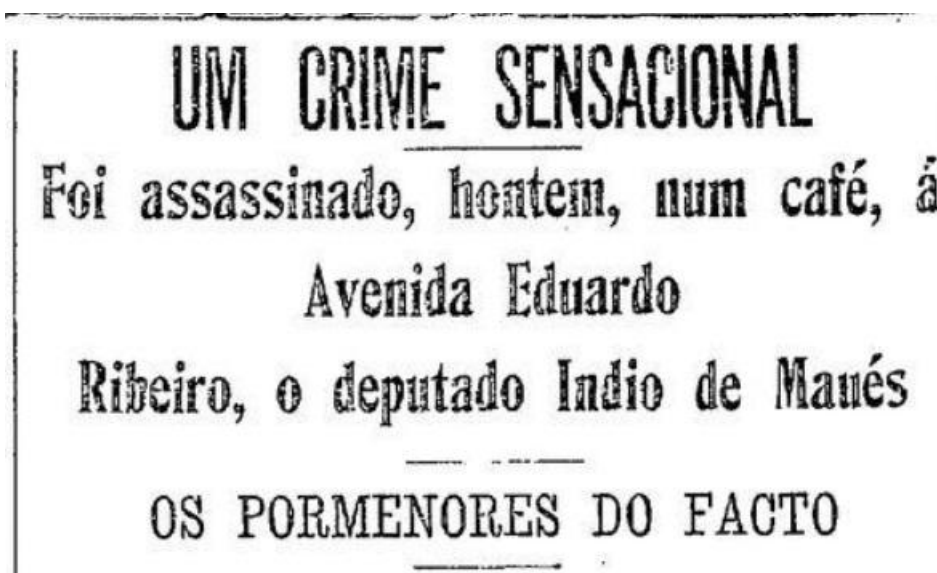 UM CRIME SENSACIONAL
Foi assassinado, hontem, num café, á
Avenida Eduardo
Ribeiro, o deputado Indio de Maués
OS PORMENORES DO FACTO